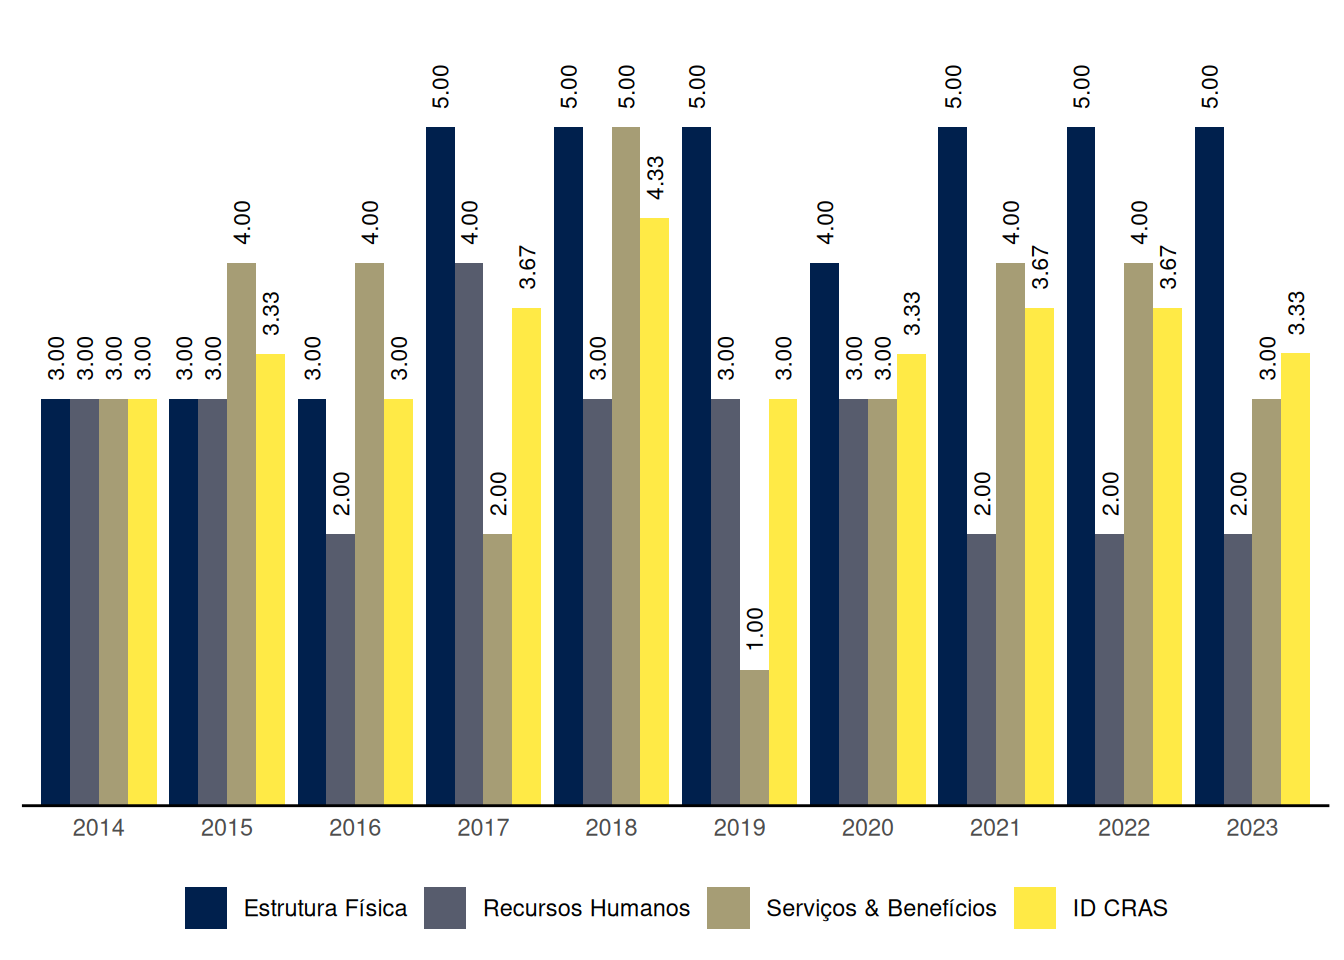 5.00 5.00 5.00 5.00 5.00 5.00 5.00
4.33
4.00 4.00 4.00 4.00 4.00 4.00
3.67 3.67 3.67
3.33 3.33 3.33
3.00 3.00 3.00 3.00 3.00 3.00 3.00 3.00 3.00 3.00 3.00 3.00 3.00 3.00
2.00 2.00 2.00 2.00 2.00
1.00
2014 2015 2016 2017 2018 2019 2020 2021 2022 2023
Estrutura Física Recursos Humanos Serviços & Benefícios ID CRAS